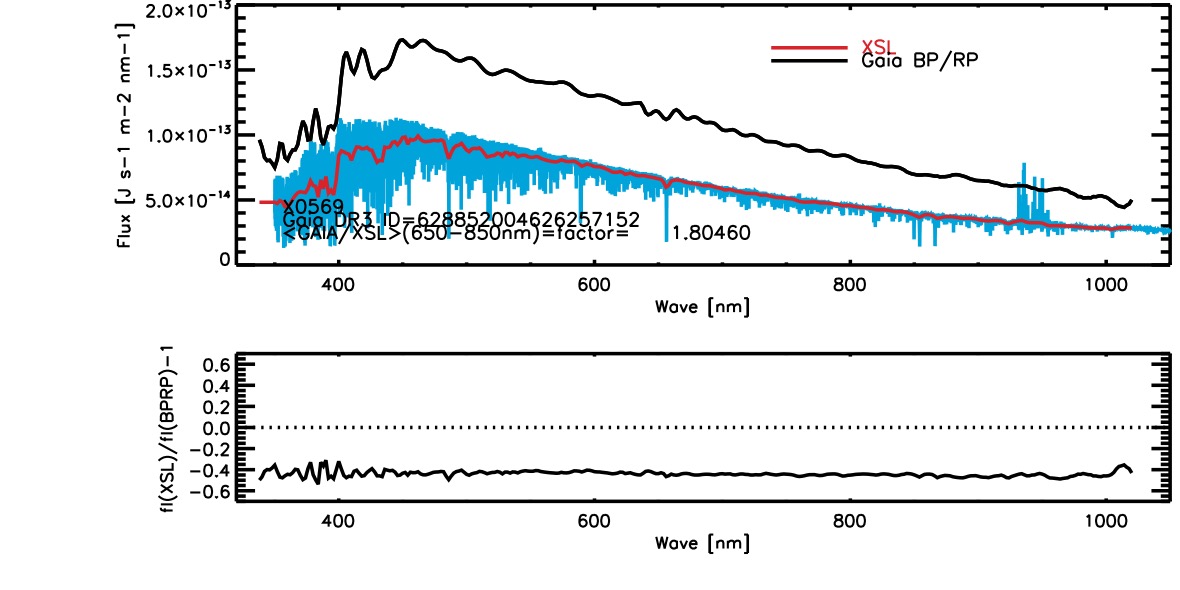 2.0×10−13
1.5×10−13
1.0×10−13
5.0×10−14
0
Flux [J s−1 m−2 nm−1]
XSL
Gaia BP/RP
X0569
Gaia DR3 ID=6288520046262571​52
<GAIA/XSL>(650−850nm)=factor= 1.80460
400 600 800 1000
Wave [nm]
0.6
0.4
0.2
0.0
−0.2
−0.4
−0.6
fl(XSL)/fl(BPRP)−1
400 600 800 1000
Wave [nm]